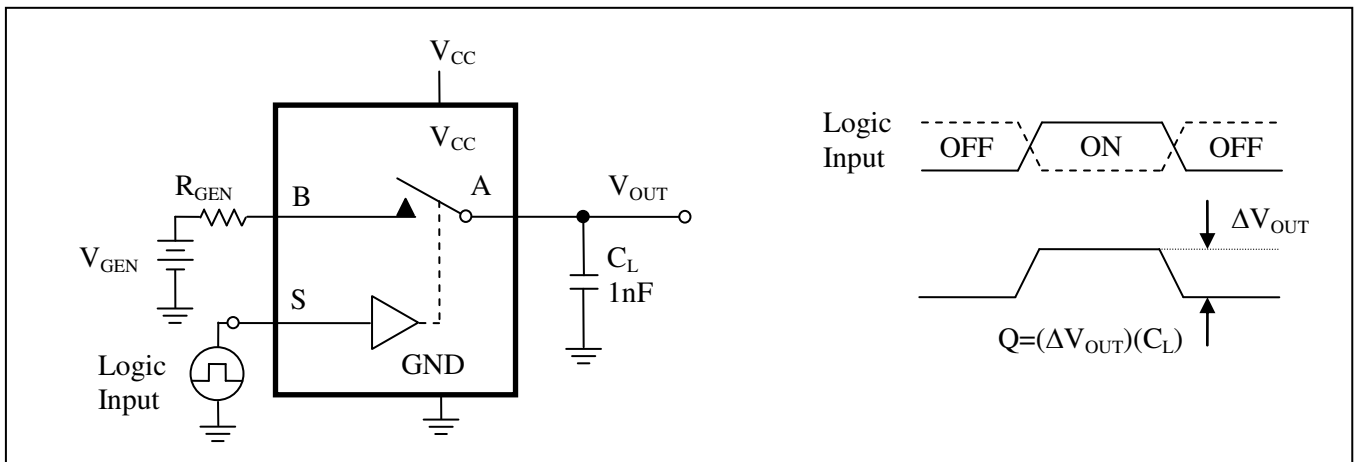 V_CC
V_CC
R_GEN
B
A
V_OUT
V_GEN
C_L
1nF
S
GND
Logic
Input
Logic
Input
OFF
ON
OFF
ΔV_OUT
Q=(ΔV_OUT)(C_L)